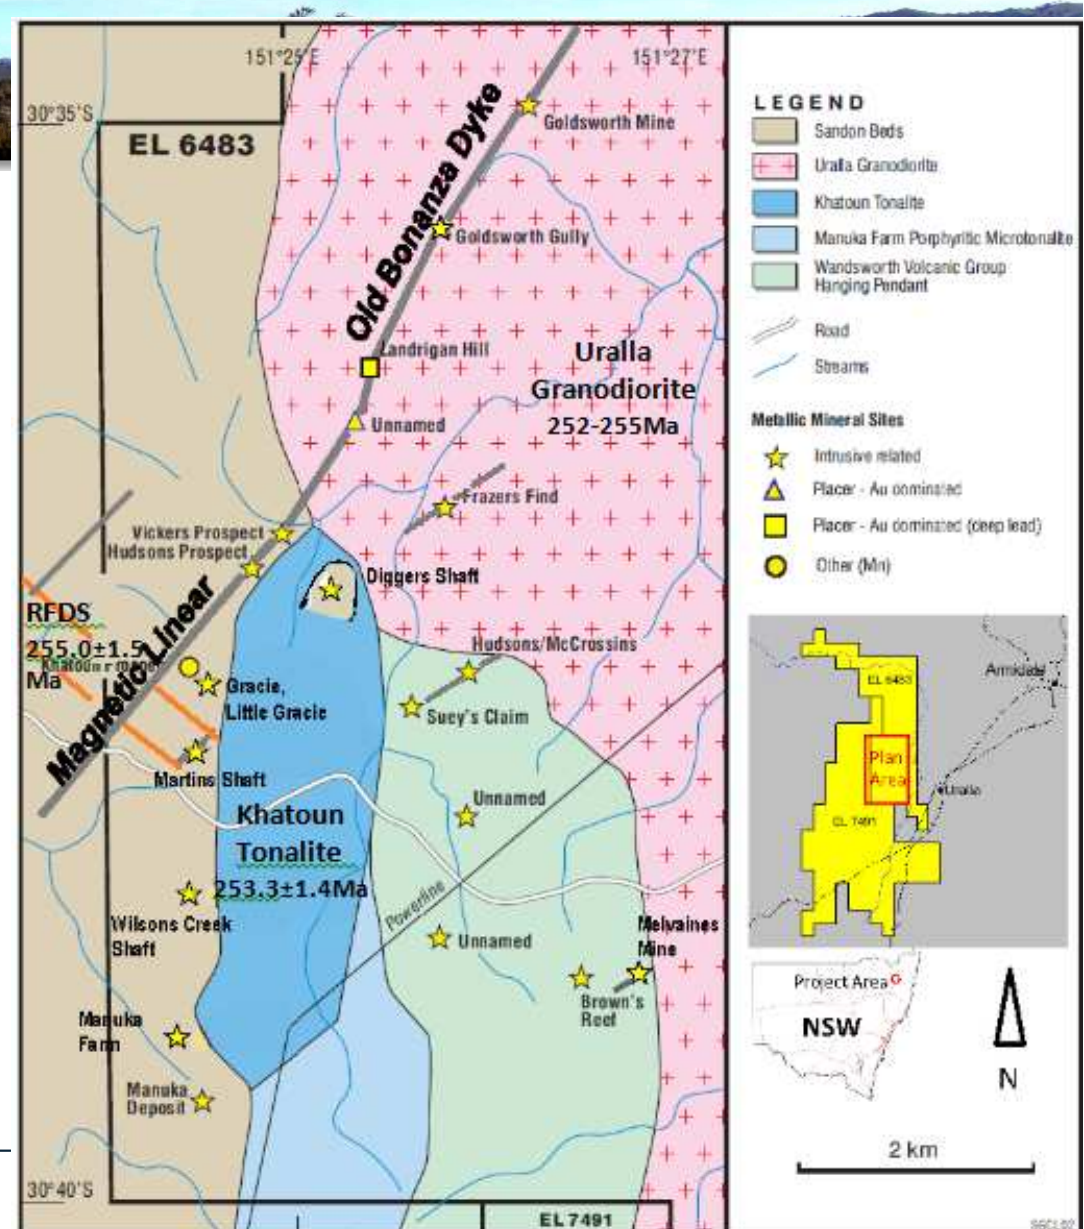 151°25'E
151°27'E
30°35'S
EL 6483
Old Bonanza Dyke
Goldsworth Mine
Goldsworth Gully
Landrigan Hill
Uralla
Granodiorite
252-255Ma
Unnamed
Frazers Find
Vickers Prospect
Hudsons Prospect
Diggers Shaft
Magnetic Linear
RFDS
255.0±1.5
Ma
Hudsons/McCrossins
Gracie,
Little Gracie
Suey's Claim
Martins Shaft
Unnamed
Khatoun
Tonalite
253.3±1.4Ma
Powerline
Wilsons Creek
Shaft
Unnamed
Melvaines
Mine
Brown's
Reef
Manuka
Farm
Manuka
Deposit
30°40'S
EL 7491
LEGEND
Sandon Beds
Uralla Granodiorite
Khatoun Tonalite
Manuka Farm Porphyritic Microtonalite
Wandsworth Volcanic Group
Hanging Pendant
Road
Streams
Metallic Mineral Sites
Intrusive related
Placer - Au dominated
Placer - Au dominated (deep lead)
Other (Mn)
EL 6483
Armidale
Plan
Area
Uralla
EL 7491
Project Area
NSW
N
2 km